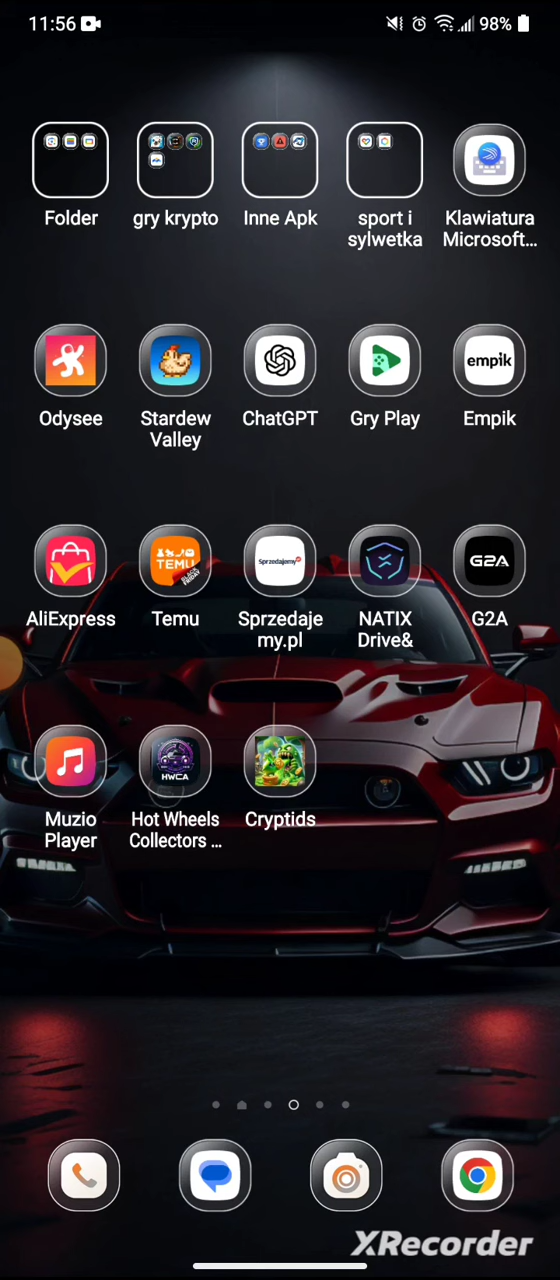 11:56
98%
Folder
gry krypto
Inne Apk
sport i
sylwetka
Klawiatura
Microsoft...
empik
Odysee
Stardew
Valley
ChatGPT
Gry Play
Empik
TEMU
BLACK
FRIDAY
Sprzedajemy
G2A
AliExpress
Temu
Sprzedaje
my.pl
NATIX
Drive&
G2A
HWCA
Muzio
Player
Hot Wheels
Collectors ...
Cryptids
XRecorder